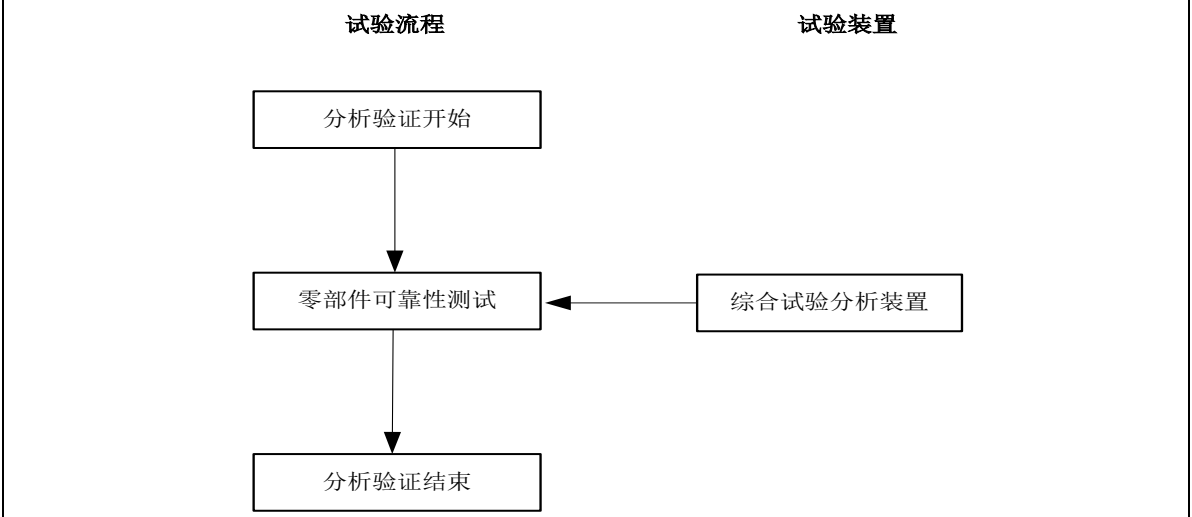 试验流程
试验装置
分析验证开始
零部件可靠性测试
综合试验分析装置
分析验证结束